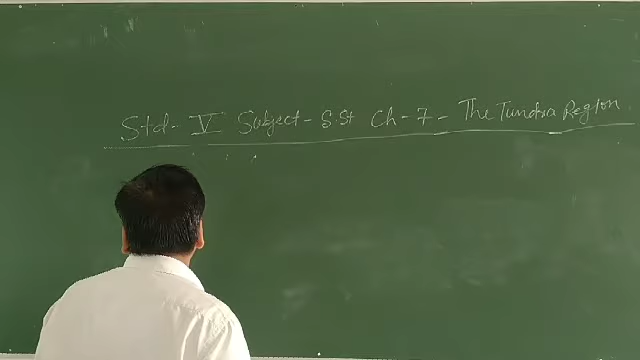 Std- V Subject - S.St Ch - 7 - The Tundra Region